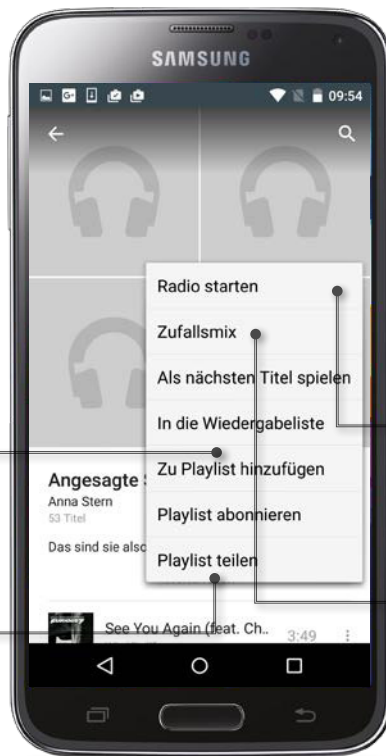 SAMSUNG
G+
09:54
Radio starten
Zufallsmix
Als nächsten Titel spielen
In die Wiedergabeliste
Zu Playlist hinzufügen
Angesagte
Anna Stern
Playlist abonnieren
53 Titel
Das sind sie also
Playlist teilen
See You Again (feat. Ch..
3:49